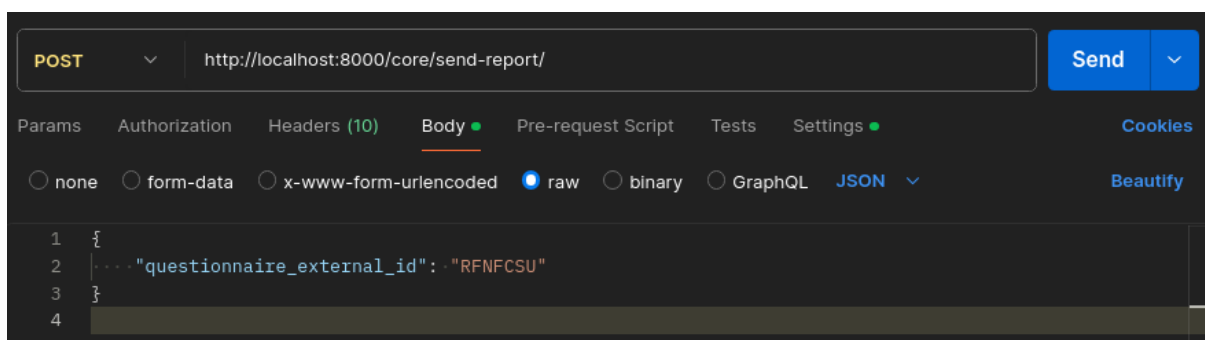 POST http://localhost:8000/core/send-report/ Send
Params Authorization Headers (10) Body Pre-request Script Tests Settings Cookies
none form-data x-www-form-urlencoded raw binary GraphQL JSON Beautify
1 {
2 ····"questionnaire_external_id":·"RFNFCSU"
3 }
4